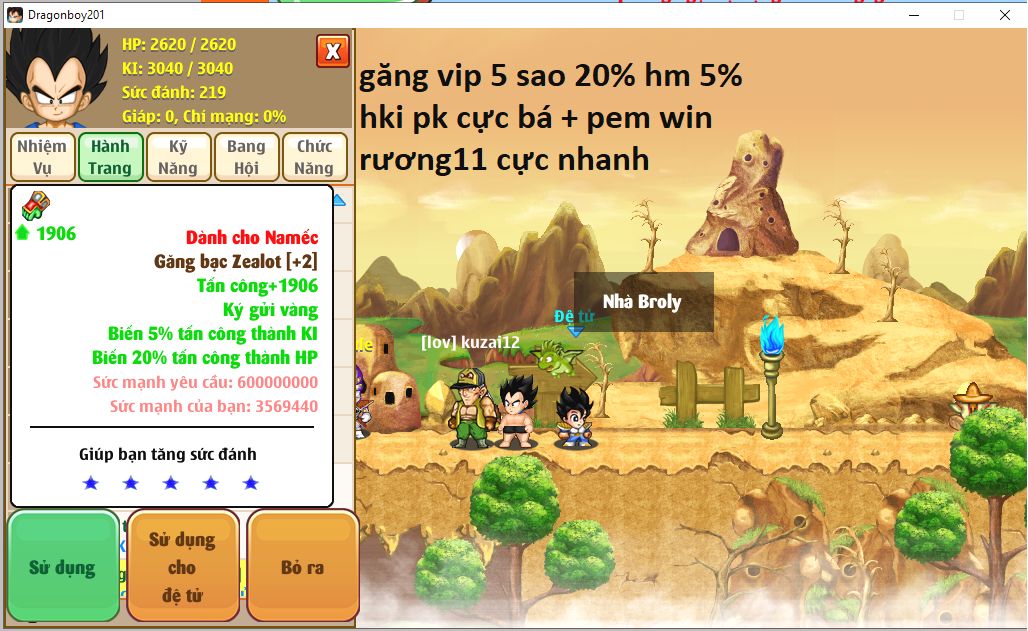 Dragonboy201
HP: 2620 / 2620
KI: 3040 / 3040
Sức đánh: 219
Giáp: 0, Chí mạng: 0%
X
Nhiệm
Vụ
Hành
Trang
Kỹ
Năng
Bang
Hội
Chức
Năng
1906
Dành cho Namếc
Găng bạc Zealot [+2]
Tấn công+1906
Ký gửi vàng
Biến 5% tấn công thành KI
Biến 20% tấn công thành HP
Sức mạnh yêu cầu: 600000000
Sức mạnh của bạn: 3569440
Giúp bạn tăng sức đánh
Sử dụng
Sử dụng
cho
đệ tử
Bỏ ra
găng vip 5 sao 20% hm 5%
hki pk cực bá + pem win
rương11 cực nhanh
Nhà Broly
Đệ tử
[lov] kuzai12